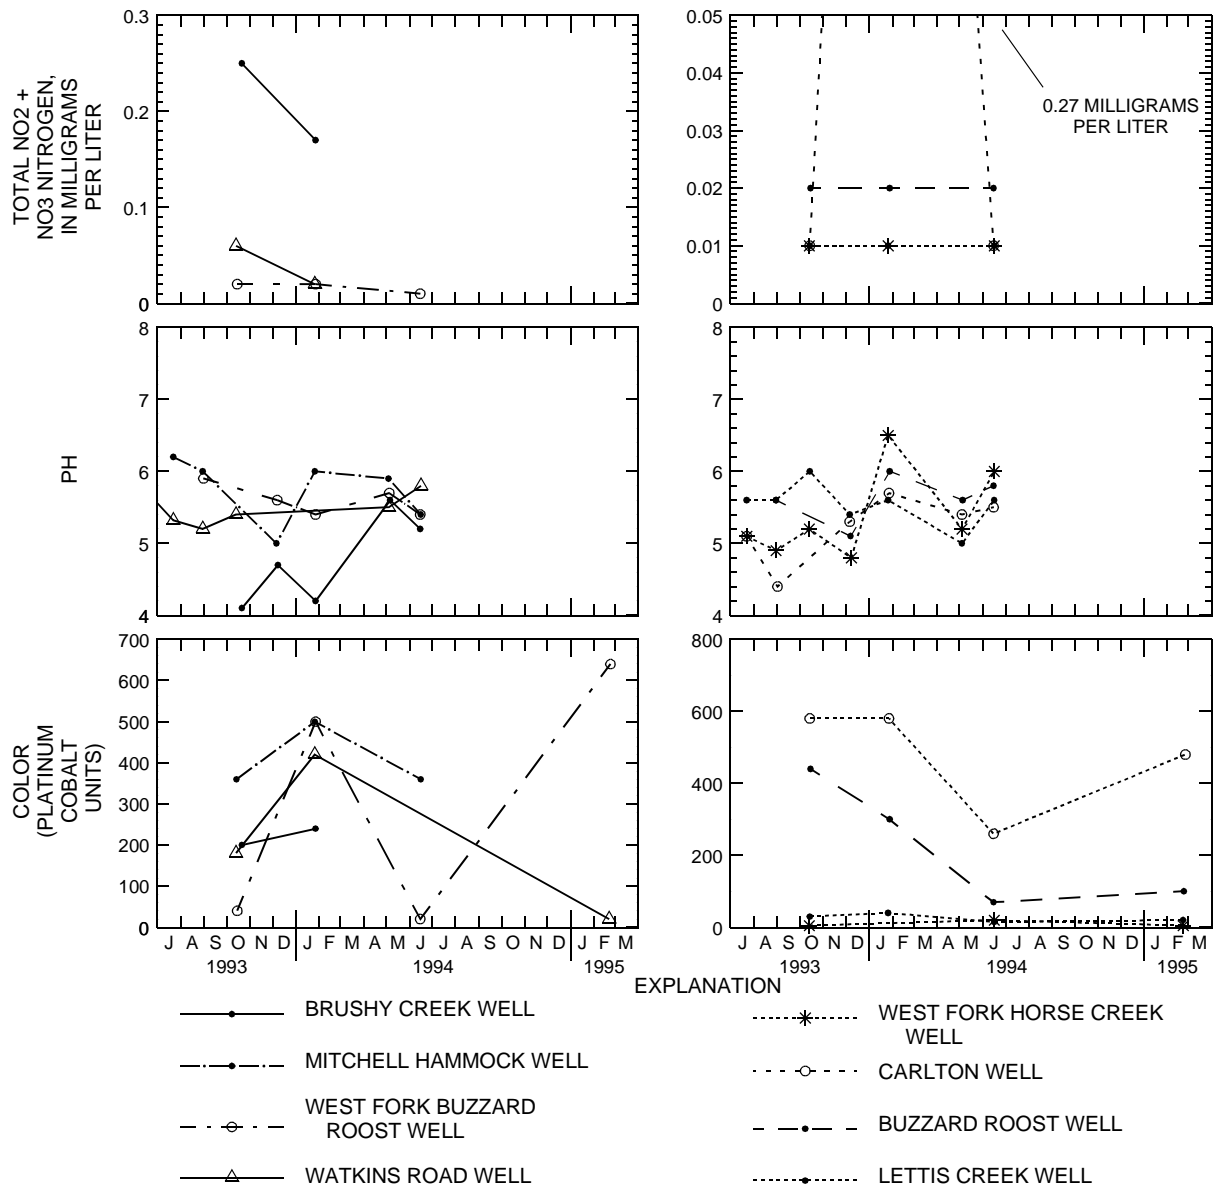 0.3
0.2
0.1
0
TOTAL NO2 +
NO3 NITROGEN,
IN MILLIGRAMS
PER LITER
0.05
0.04
0.03
0.02
0.01
0
0.27 MILLIGRAMS
PER LITER
8
7
6
5
4
PH
8
7
6
5
4
700
600
500
400
300
200
100
0
COLOR
(PLATINUM
COBALT
UNITS)
J A S O N D J F M A M J J A S O N D J F M
1993 1994 1995
800
600
400
200
0
J A S O N D J F M A M J J A S O N D J F M
1993 1994 1995
EXPLANATION
BRUSHY CREEK WELL
MITCHELL HAMMOCK WELL
WEST FORK BUZZARD
ROOST WELL
WATKINS ROAD WELL
WEST FORK HORSE CREEK
WELL
CARLTON WELL
BUZZARD ROOST WELL
LETTIS CREEK WELL